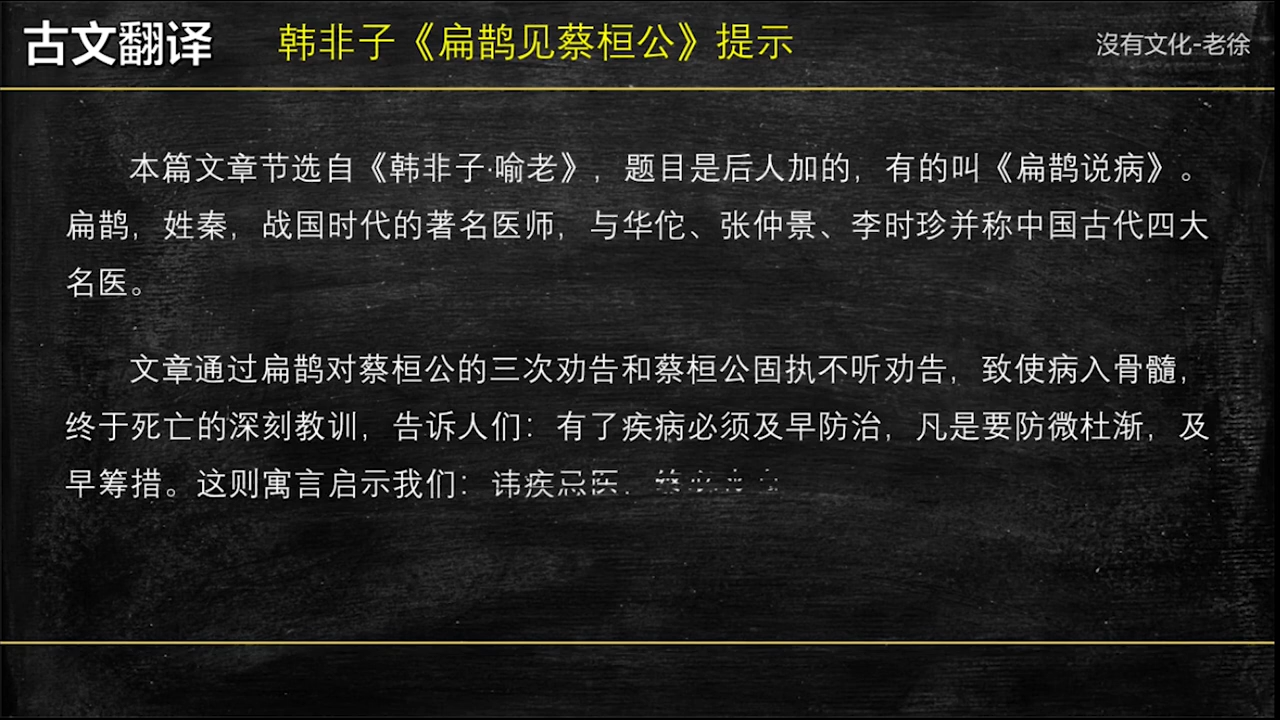 古文翻译
韩非子《扁鹊见蔡桓公》提示
沒有文化-老徐
本篇文章节选自《韩非子·喻老》，题目是后人加的，有的叫《扁鹊说病》。
扁鹊，姓秦，战国时代的著名医师，与华佗、张仲景、李时珍并称中国古代四大
名医。
文章通过扁鹊对蔡桓公的三次劝告和蔡桓公固执不听劝告，致使病入骨髓，
终于死亡的深刻教训，告诉人们：有了疾病必须及早防治，凡是要防微杜渐，及
早筹措。这则寓言启示我们：讳疾忌医，